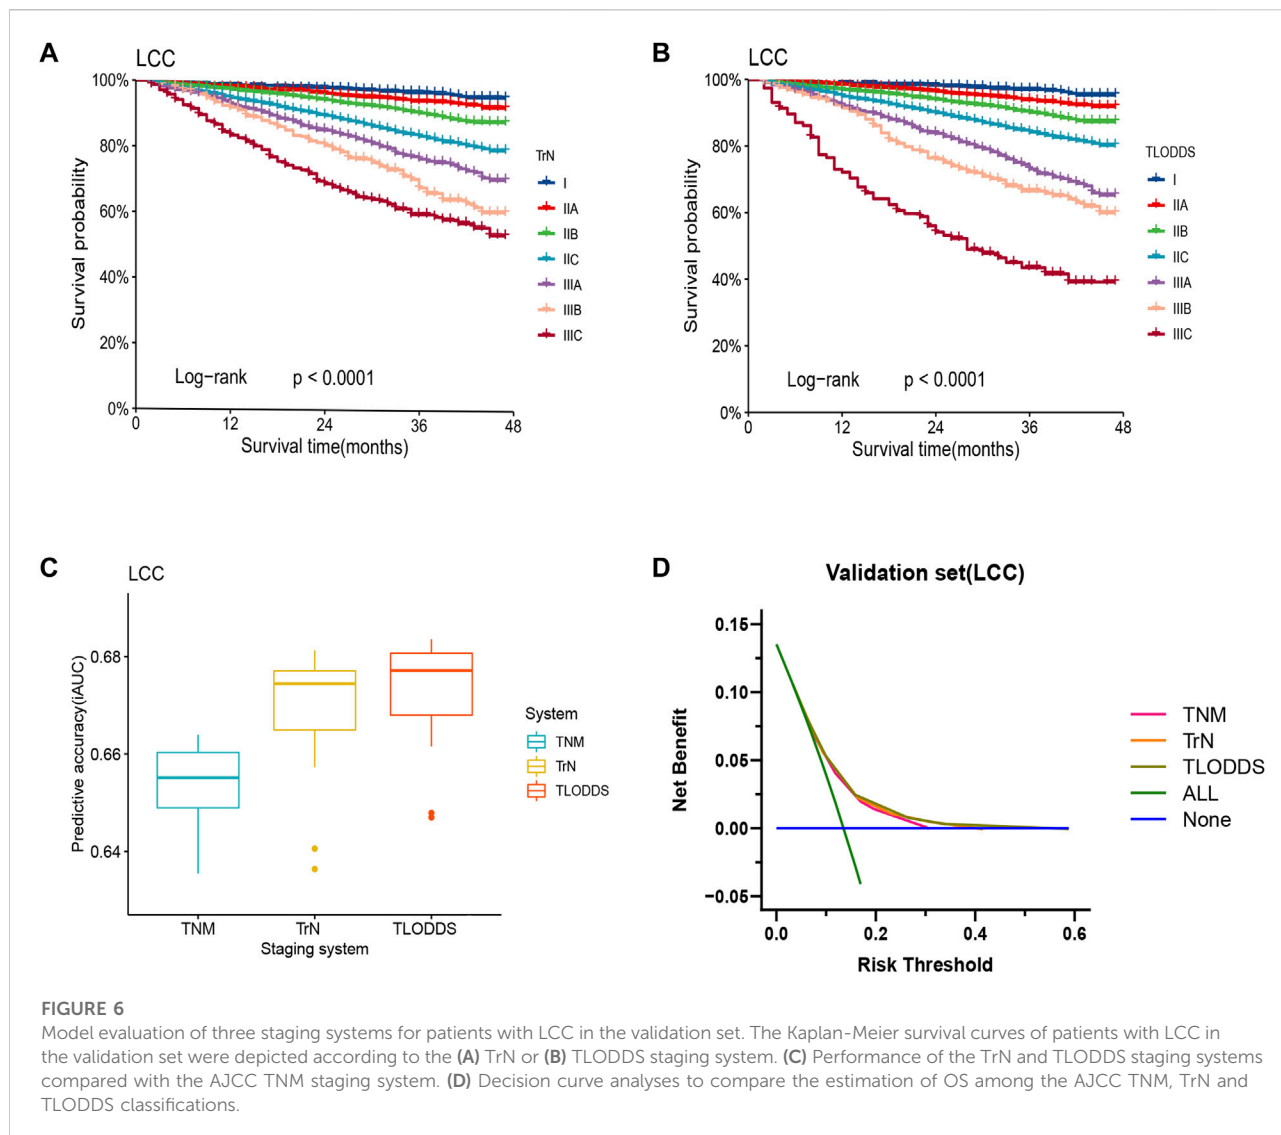 A
LCC
100%
80%
60%
40%
20%
0%
Survival probability
0
12
24
36
48
Survival time(months)
Log-rank p < 0.0001
TrN
I
IIA
IIB
IIC
IIIA
IIIB
IIIC
B
LCC
100%
80%
60%
40%
20%
0%
Survival probability
0
12
24
36
48
Survival time(months)
Log-rank p < 0.0001
TLODDS
I
IIA
IIB
IIC
IIIA
IIIB
IIIC
C
LCC
Predictive accuracy(iAUC)
0.68
0.66
0.64
TNM
TrN
TLODDS
Staging system
System
TNM
TrN
TLODDS
D
Validation set(LCC)
Net Benefit
0.15
0.10
0.05
0.00
−0.05
0.0
0.2
0.4
0.6
Risk Threshold
TNM
TrN
TLODDS
ALL
None
FIGURE 6
Model evaluation of three staging systems for patients with LCC in the validation set. The Kaplan-Meier survival curves of patients with LCC in
the validation set were depicted according to the (A) TrN or (B) TLODDS staging system. (C) Performance of the TrN and TLODDS staging systems
compared with the AJCC TNM staging system. (D) Decision curve analyses to compare the estimation of OS among the AJCC TNM, TrN and
TLODDS classifications.